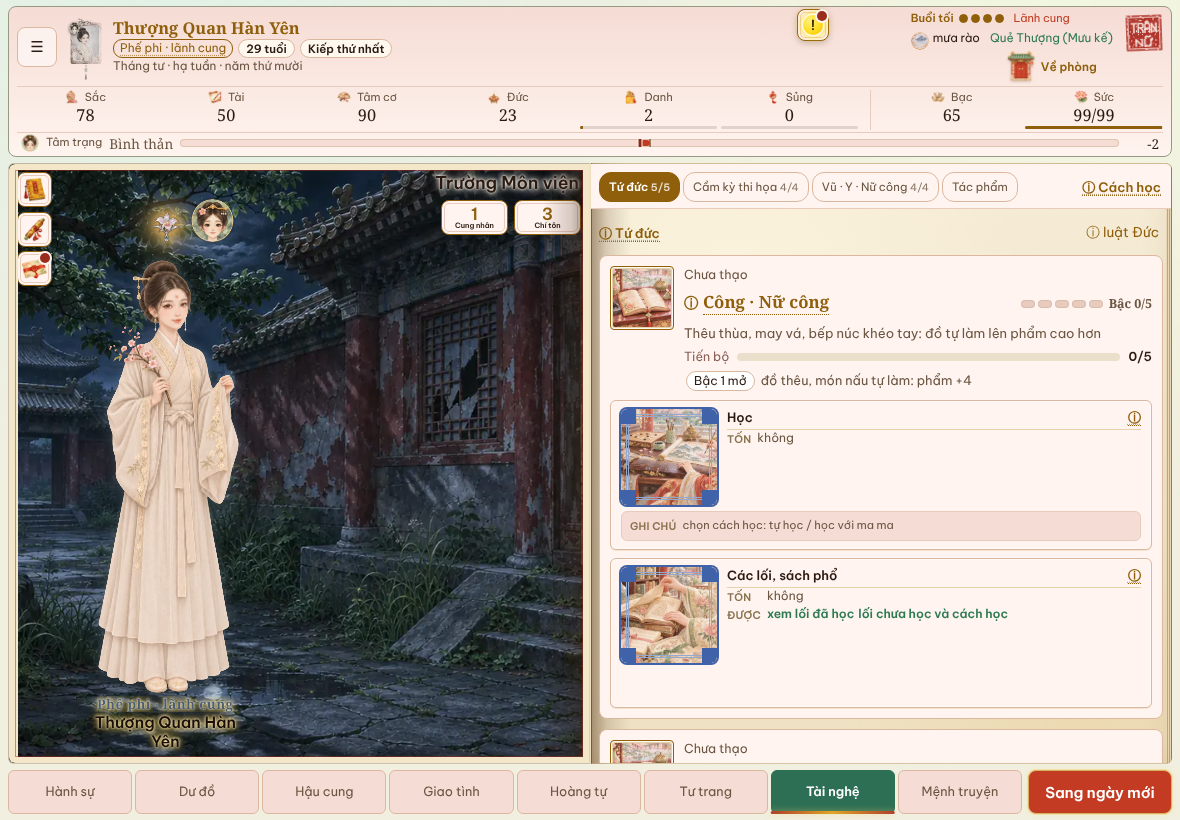 ☰
Thượng Quan Hàn Yên
Phế phi · lãnh cung
29 tuổi
Kiếp thứ nhất
Tháng tư · hạ tuần · năm thứ mười
!
Buổi tối
Lãnh cung
mưa rào
Quẻ Thượng (Mưu kế)
Về phòng
Sắc
78
Tài
50
Tâm cơ
90
Đức
23
Danh
2
Sủng
0
Bạc
65
Sức
99/99
Tâm trạng
Bình thản
-2
Trường Môn viện
1
Cung nhân
3
Chí tôn
Phế phi · lãnh cung
Thượng Quan Hàn
Yên
Tứ đức 5/5
Cầm kỳ thi họa 4/4
Vũ · Y · Nữ công 4/4
Tác phẩm
ⓘ Cách học
ⓘ Tứ đức
ⓘ luật Đức
Chưa thạo
ⓘ Công · Nữ công
Bậc 0/5
Thêu thùa, may vá, bếp núc khéo tay; đồ tự làm lên phẩm cao hơn
Tiến bộ
0/5
Bậc 1 mở
đồ thêu, món nấu tự làm: phẩm +4
Học
ⓘ
TỐN không
GHI CHÚ chọn cách học: tự học / học với ma ma
Các lối, sách phổ
ⓘ
TỐN không
ĐƯỢC xem lối đã học lối chưa học và cách học
Chưa thạo
Hành sự
Dư đồ
Hậu cung
Giao tình
Hoàng tự
Tư trang
Tài nghệ
Mệnh truyện
Sang ngày mới